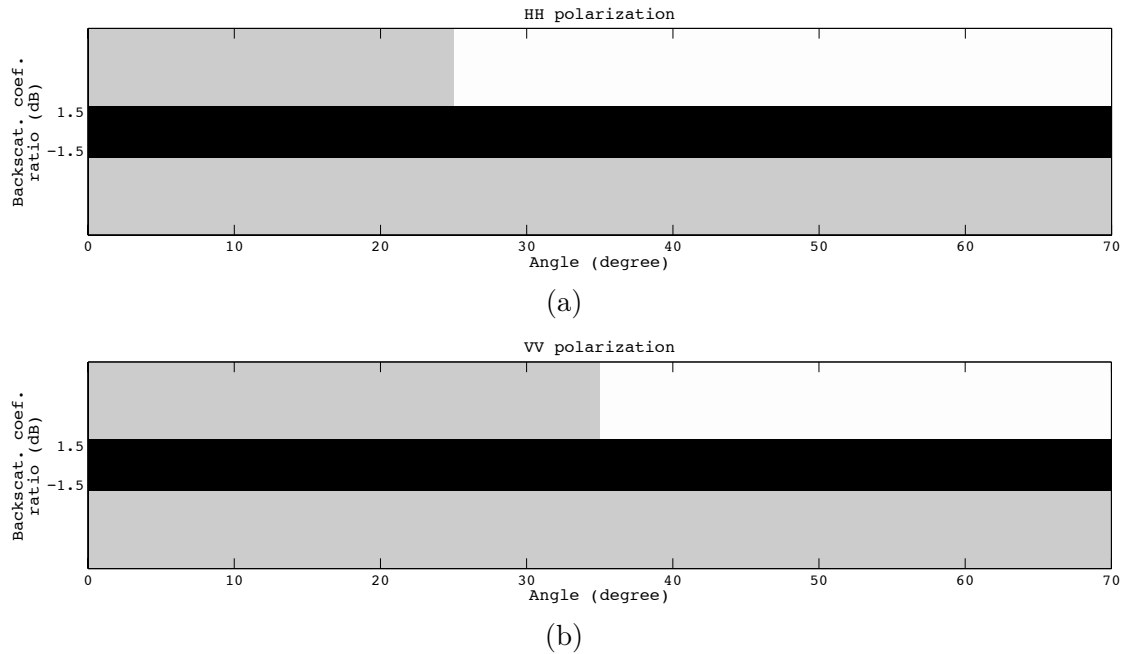 HH polarization
Backscat. coef.
ratio (dB)
1.5
-1.5
0 10 20 30 40 50 60 70
Angle (degree)
(a)
VV polarization
Backscat. coef.
ratio (dB)
1.5
-1.5
0 10 20 30 40 50 60 70
Angle (degree)
(b)